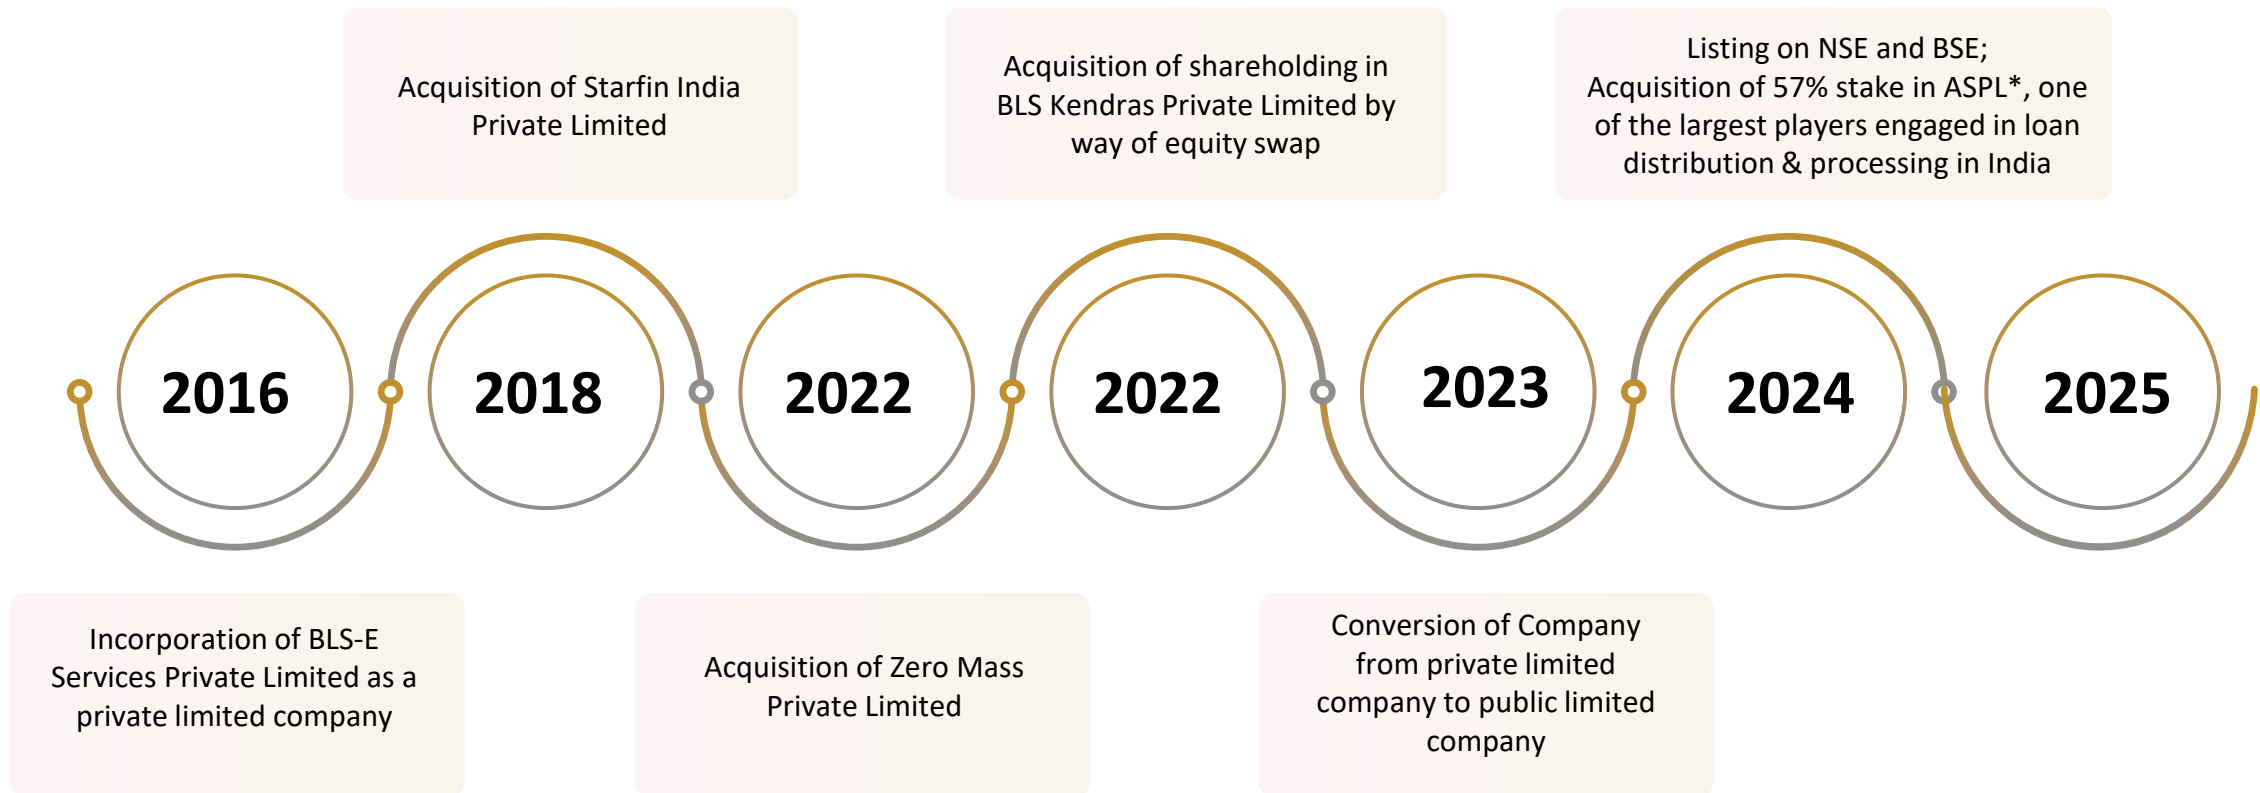 Acquisition of Starfin India
Private Limited
Acquisition of shareholding in
BLS Kendras Private Limited by
way of equity swap
Listing on NSE and BSE;
Acquisition of 57% stake in ASPL*, one
of the largest players engaged in loan
distribution & processing in India
2016
2018
2022
2022
2023
2024
2025
Incorporation of BLS-E
Services Private Limited as a
private limited company
Acquisition of Zero Mass
Private Limited
Conversion of Company
from private limited
company to public limited
company